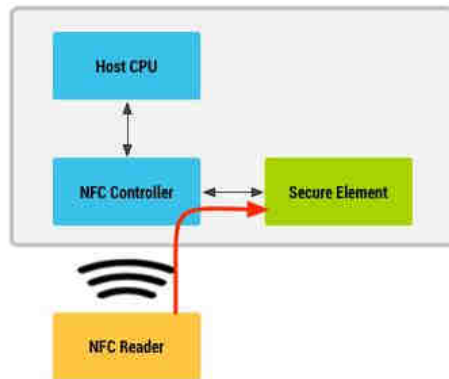 Host CPU
NFC Controller
Secure Element
NFC Reader